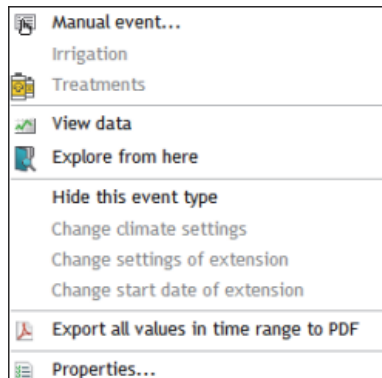 Manual event...
Irrigation
Treatments
View data
Explore from here
Hide this event type
Change climate settings
Change settings of extension
Change start date of extension
Export all values in time range to PDF
Properties...